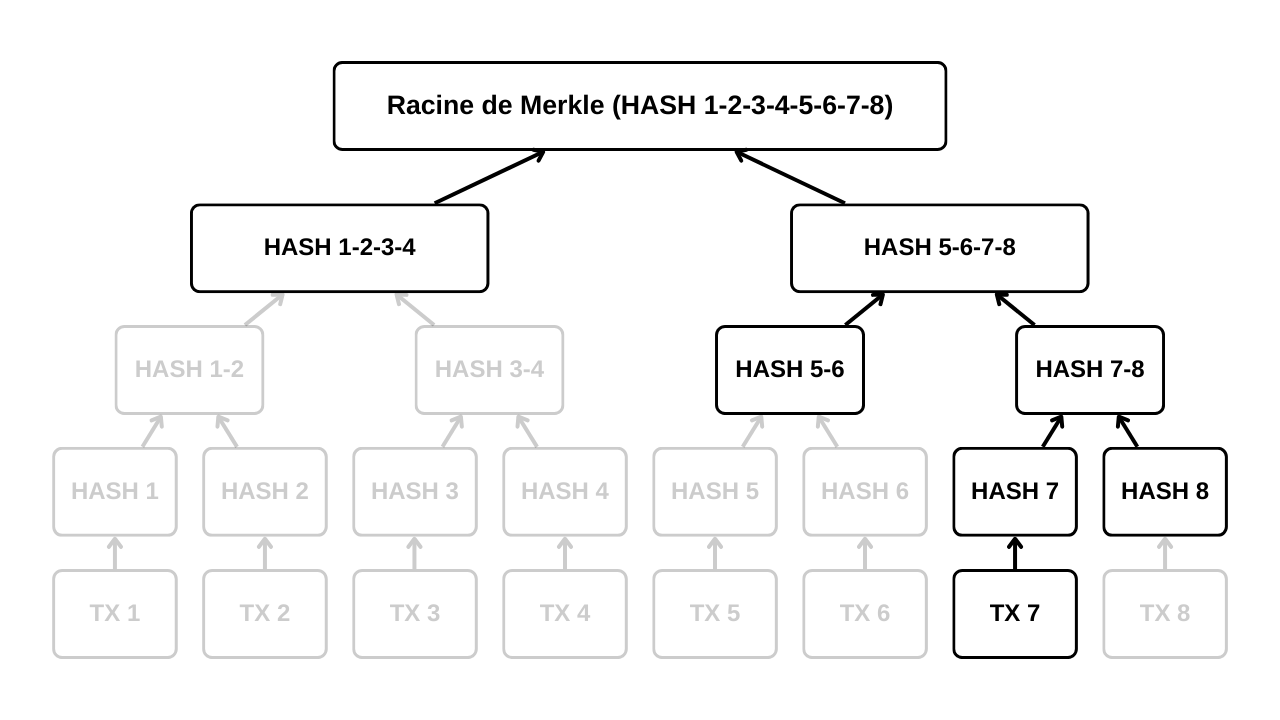 Racine de Merkle (HASH 1-2-3-4-5-6-7-8)
HASH 1-2-3-4
HASH 5-6-7-8
HASH 1-2
HASH 3-4
HASH 5-6
HASH 7-8
HASH 1
HASH 2
HASH 3
HASH 4
HASH 5
HASH 6
HASH 7
HASH 8
TX 1
TX 2
TX 3
TX 4
TX 5
TX 6
TX 7
TX 8